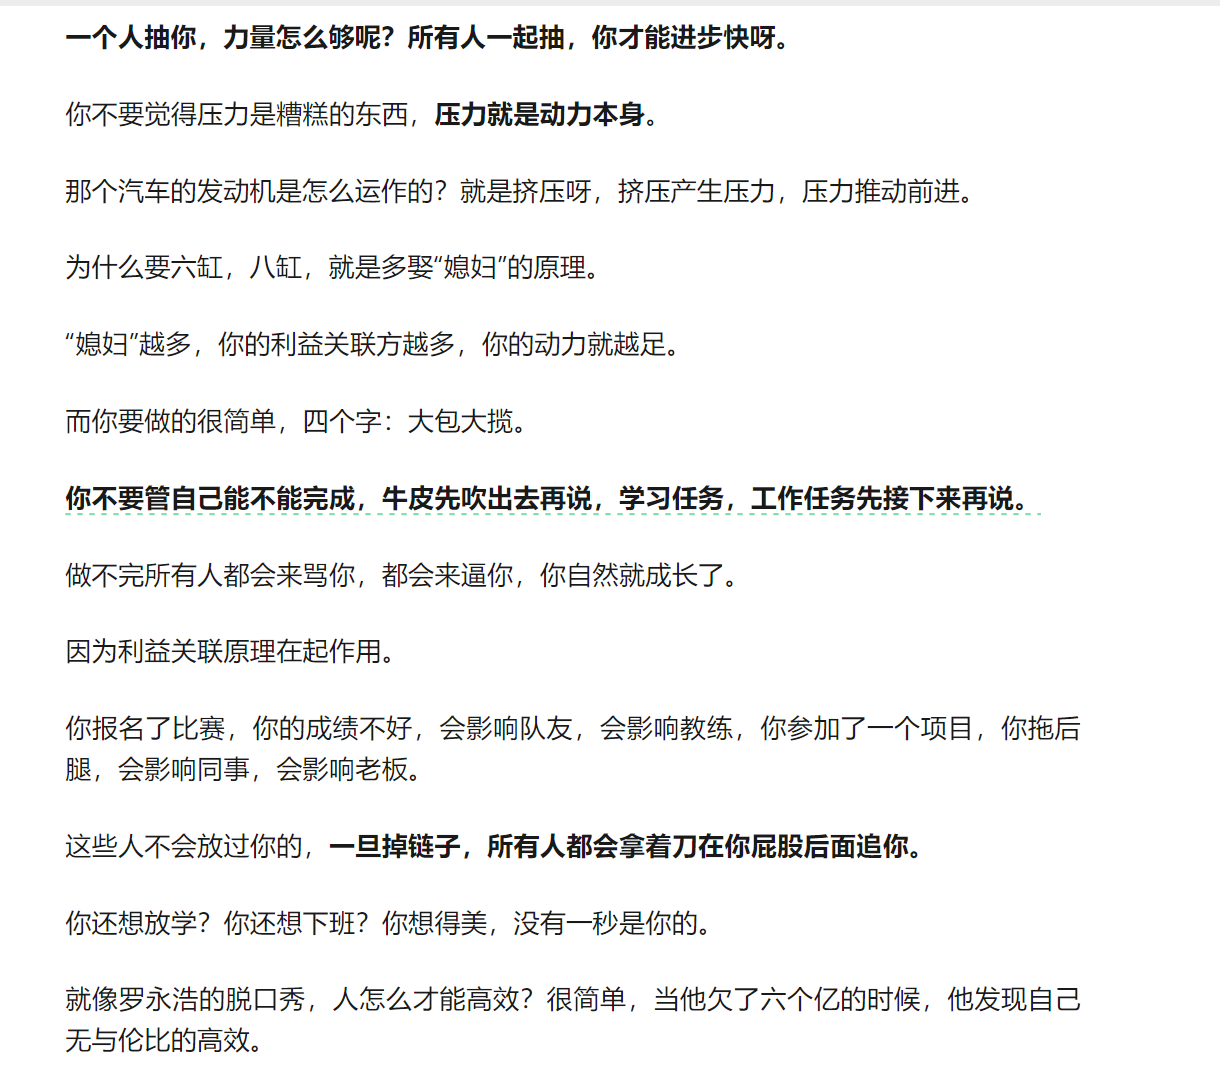 一个人抽你，力量怎么够呢？所有人一起抽，你才能进步快呀。
你不要觉得压力是糟糕的东西，压力就是动力本身。
那个汽车的发动机是怎么运作的？就是挤压呀，挤压产生压力，压力推动前进。
为什么要六缸，八缸，就是多娶“媳妇”的原理。
“媳妇”越多，你的利益关联方越多，你的动力就越足。
而你要做的很简单，四个字：大包大揽。
你不要管自己能不能完成，牛皮先吹出去再说，学习任务，工作任务先接下来再说。
做不完所有人都会来骂你，都会来逼你，你自然就成长了。
因为利益关联原理在起作用。
你报名了比赛，你的成绩不好，会影响队友，会影响教练，你参加了一个项目，你拖后
腿，会影响同事，会影响老板。
这些人不会放过你的，一旦掉链子，所有人都会拿着刀在你屁股后面追你。
你还想放学？你还想下班？你想得美，没有一秒是你的。
就像罗永浩的脱口秀，人怎么才能高效？很简单，当他欠了六个亿的时候，他发现自己
无与伦比的高效。